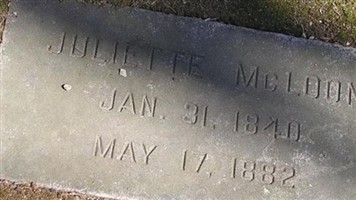 JULIETTE McLOON
JAN. 31. 1840.
MAY 17, 1882.